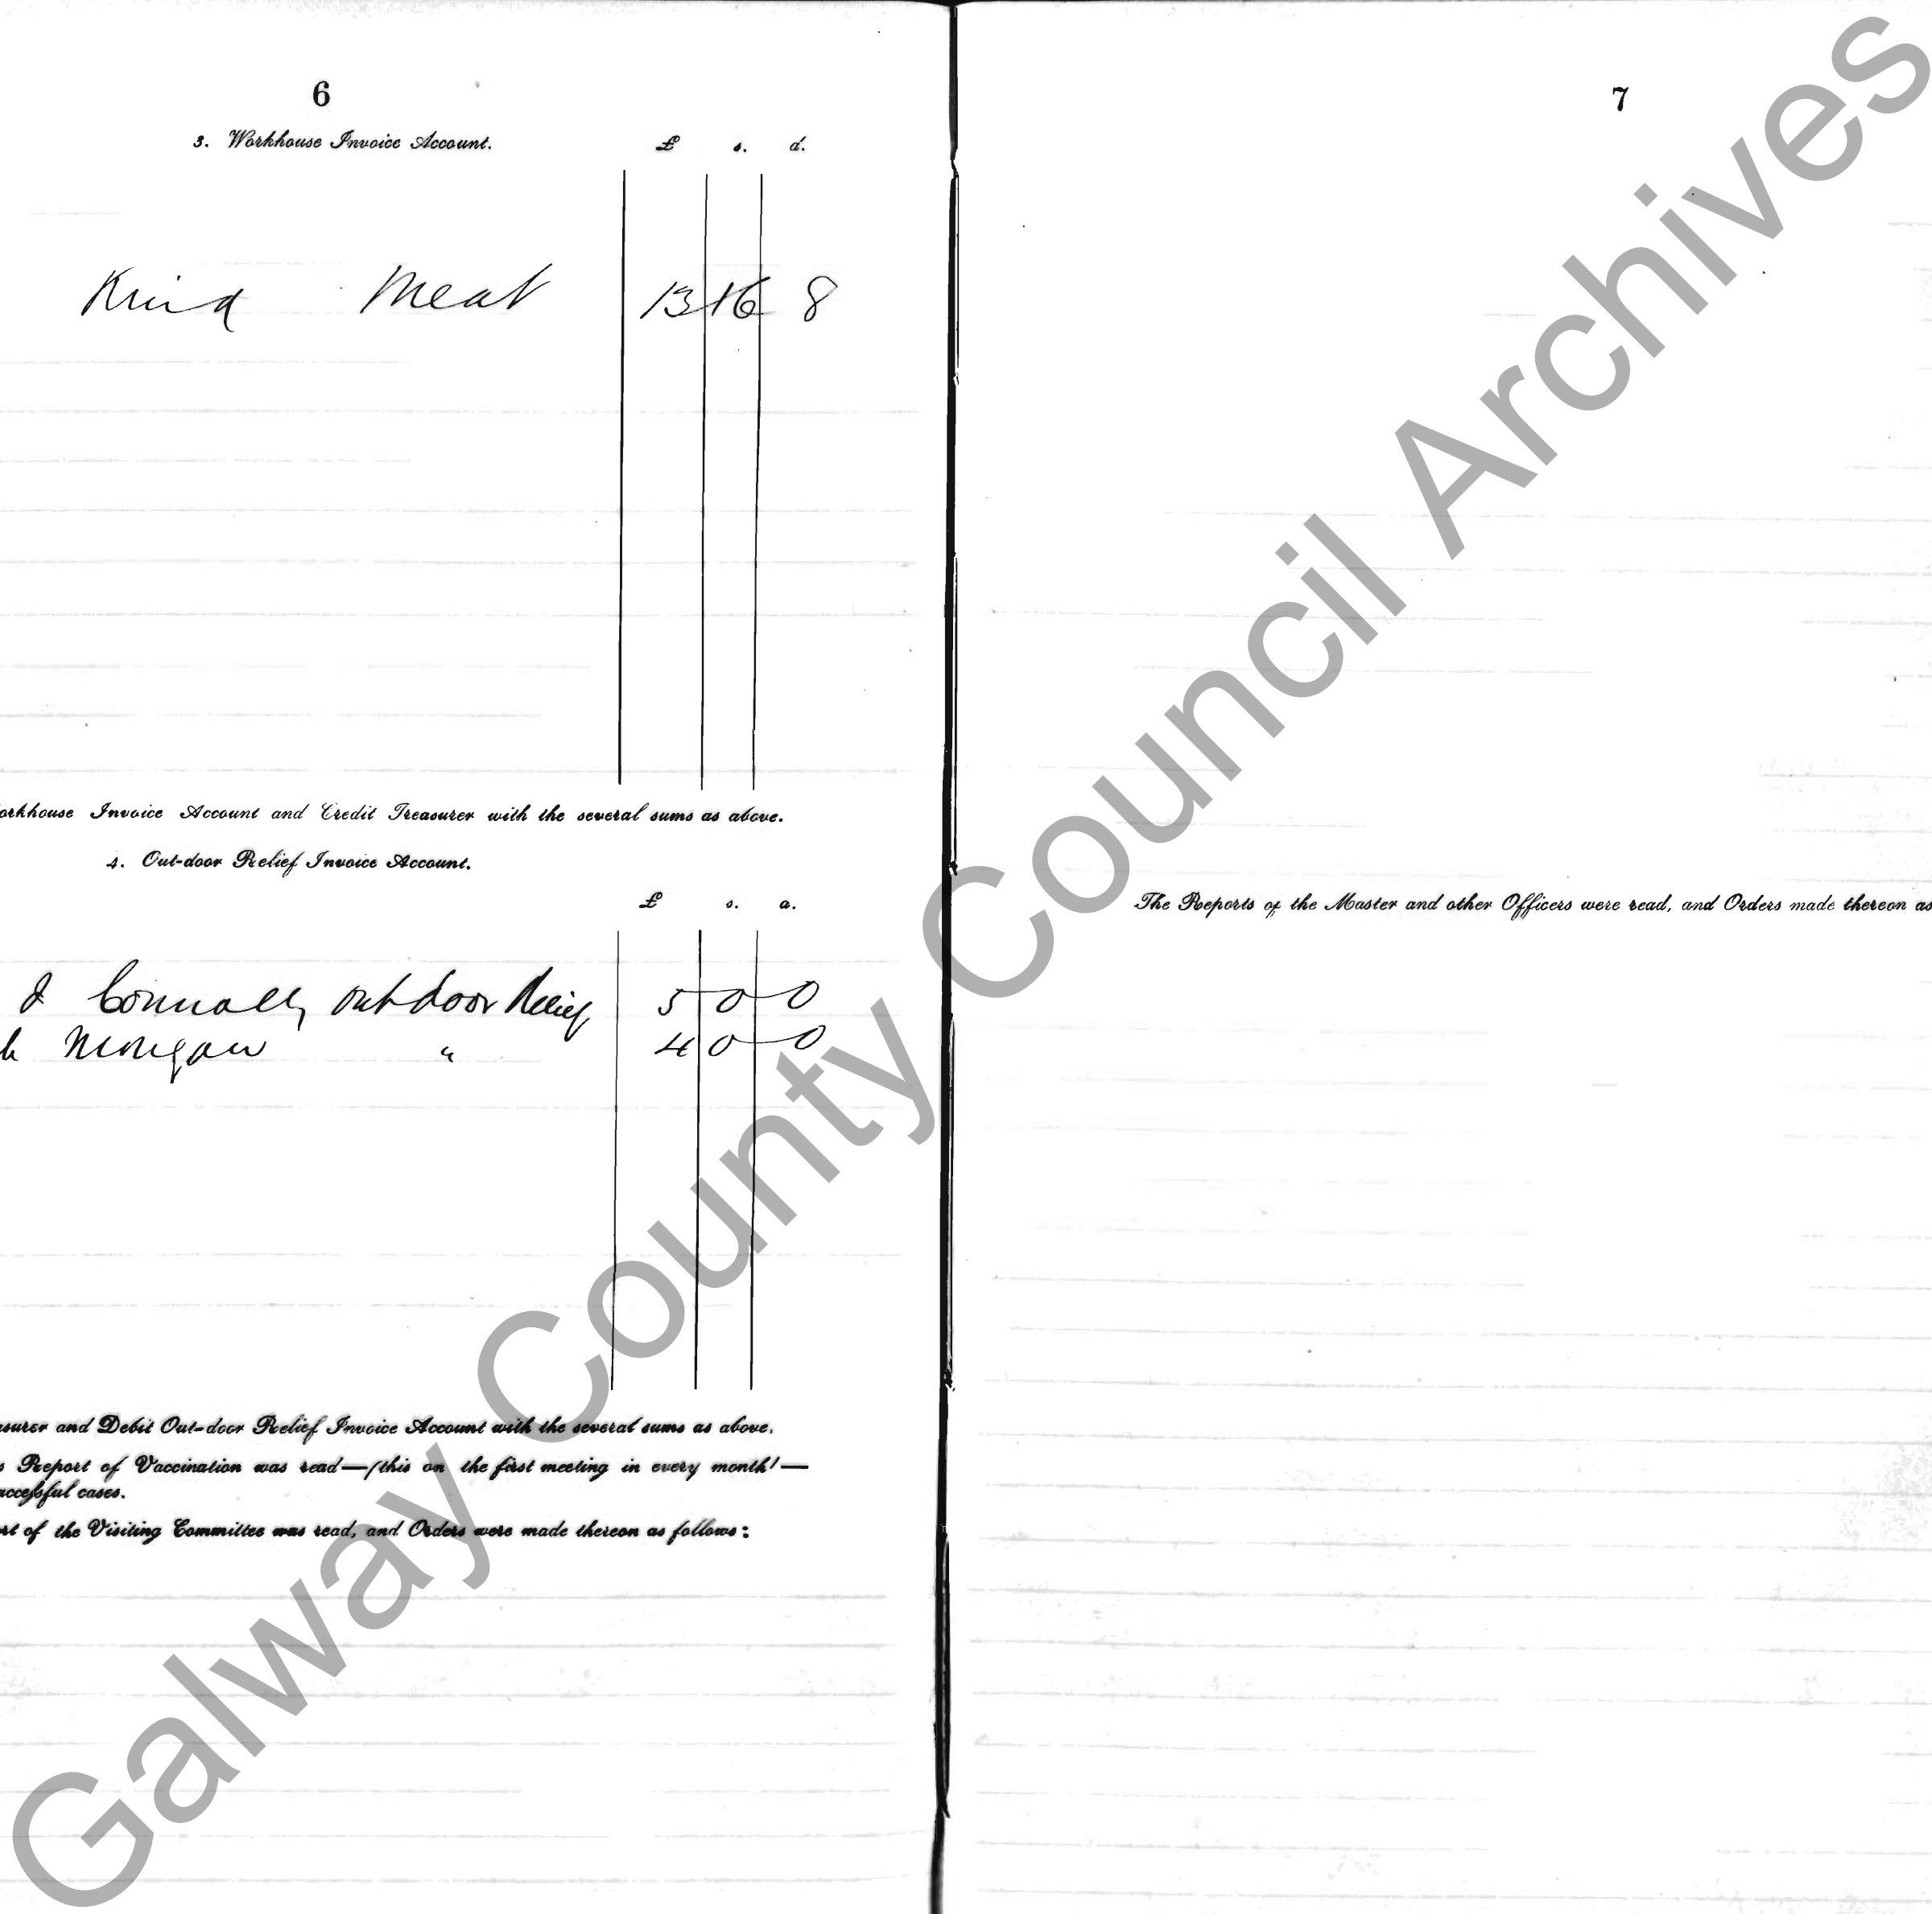 6
3. Workhouse Invoice Account. £ s. d.
Meat 13 16 8
Workhouse Invoice Account and Credit Treasurer with the several sums as above.
4. Out-door Relief Invoice Account.
£ s. d.
Connolly outdoor Relief 5 0 0
" 4 0 0
and Debit Out-door Relief Invoice Account with the several sums as above.
Report of Vaccination was read—(this on the first meeting in every month)—
successful cases.
of the Visiting Committee was read, and Orders were made thereon as follows:
7
The Reports of the Master and other Officers were read, and Orders made thereon as
Galway County Council Archives